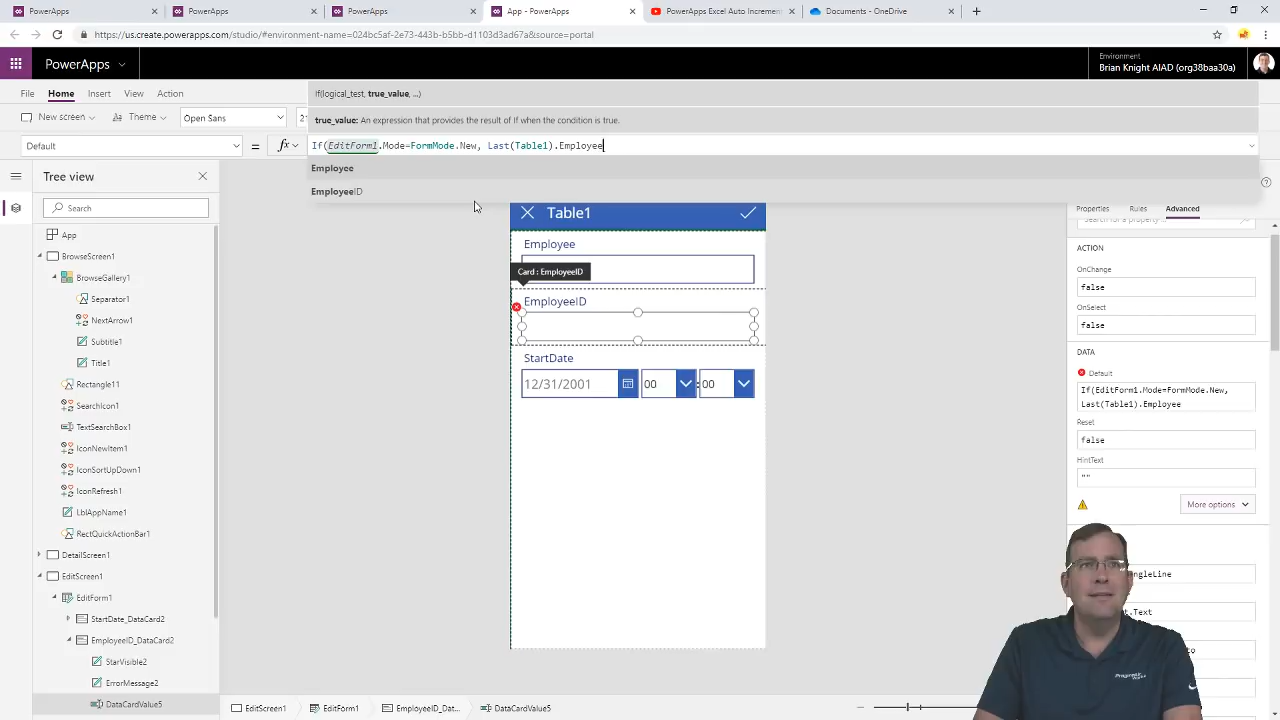 PowerApps
PowerApps
PowerApps
App - PowerApps
PowerApps Excel Auto Increment
Documents - OneDrive
https://us.create.powerapps.com/studio/#environment-name=024bc5af-2e73-443b-b5bb-d1103d3ad67a&source=portal
PowerApps
Environment
Brian Knight AIAD (org38baa30a)
File
Home
Insert
View
Action
New screen
Theme
Open Sans
If(logical_test, true_value, ...)
true_value: An expression that provides the result of If when the condition is true.
Default
=
fx
If(EditForm1.Mode=FormMode.New, Last(Table1).Employee
Employee
EmployeeID
Tree view
Search
App
BrowseScreen1
BrowseGallery1
Separator1
NextArrow1
Subtitle1
Title1
Rectangle11
SearchIcon1
TextSearchBox1
IconNewItem1
IconSortUpDown1
IconRefresh1
LblAppName1
RectQuickActionBar1
DetailScreen1
EditScreen1
EditForm1
StartDate_DataCard2
EmployeeID_DataCard2
StarVisible2
ErrorMessage2
DataCardValue5
Table1
Employee
Card : EmployeeID
EmployeeID
StartDate
12/31/2001
00
:
00
Properties
Rules
Advanced
Search for a property...
ACTION
OnChange
false
OnSelect
false
DATA
Default
If(EditForm1.Mode=FormMode.New,
Last(Table1).Employee
Reset
false
HintText
""
More options
EditScreen1
EditForm1
EmployeeID_Dat...
DataCardValue5